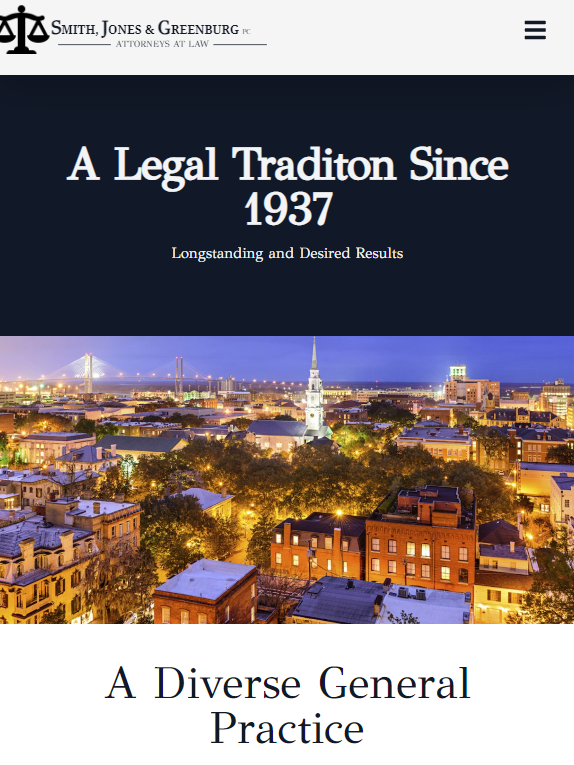 Smith, Jones & Greenburg PC
ATTORNEYS AT LAW
A Legal Traditon Since
1937
Longstanding and Desired Results
A Diverse General
Practice